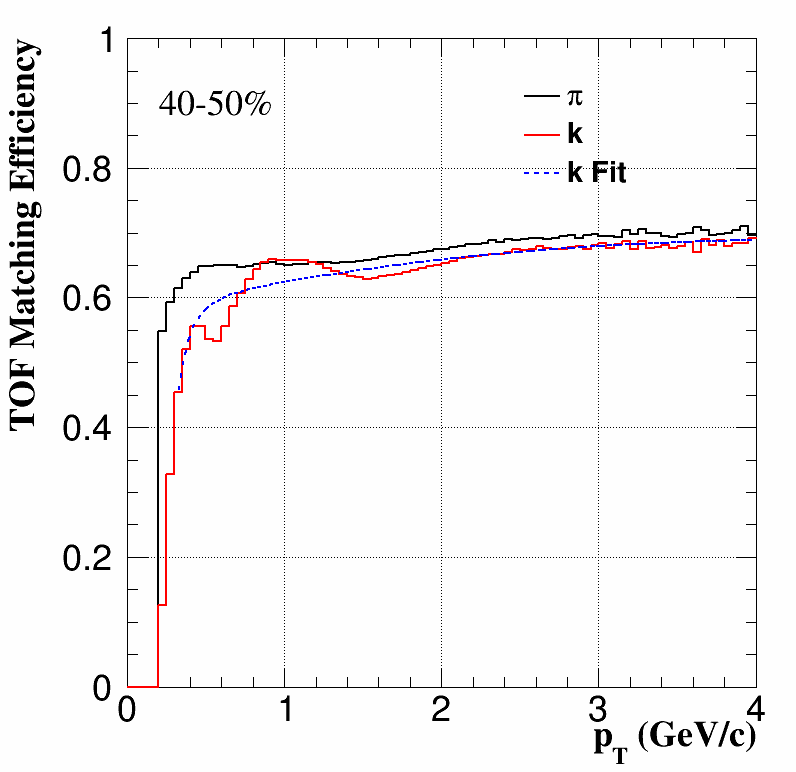 TOF Matching Efficiency
1
0.8
0.6
0.4
0.2
0
40-50%
π
k
k Fit
0 1 2 3 4
p_T (GeV/c)